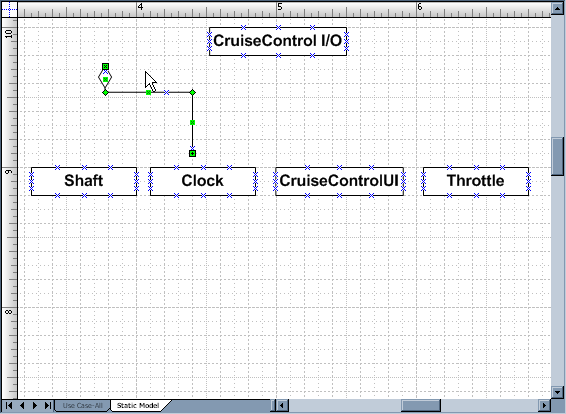 4 5 6
10
CruiseControl I/O
9
Shaft Clock CruiseControlUI Throttle
8
Use Case-All Static Model